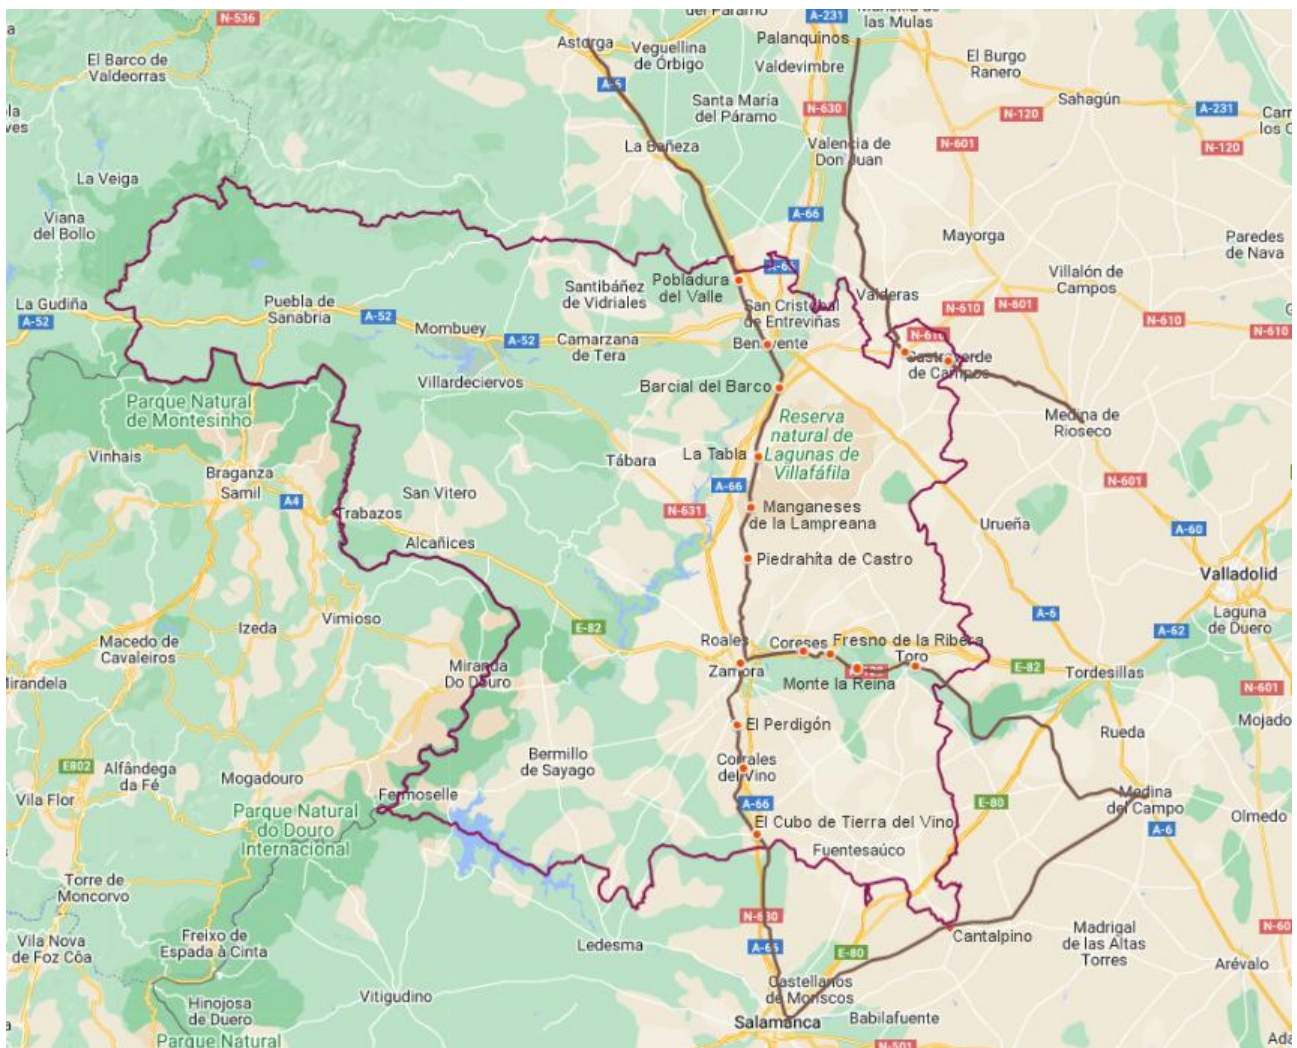 del Páramo
A-231
Mansilla de
las Mulas
N-536
Astorga
Veguellina
de Órbigo
Palanquinos
El Burgo
Ranero
El Barco de
Valdeorras
A-6
Valdevimbre
Santa María
del Páramo
N-630
Sahagún
A-231
N-120
N-601
N-120
La Bañeza
Valencia de
Don Juan
La Veiga
Viana
del Bollo
A-66
Mayorga
Paredes
de Nava
Villalón de
Campos
Pobladura
del Valle
Santibáñez
de Vidriales
Valderas
La Gudiña
Puebla de
Sanabria
San Cristóbal
de Entreviñas
N-610
N-601
N-610
N-610
A-52
A-52
Mombuey
A-52
Camarzana
de Tera
Benavente
N-610
Castroverde
de Campos
Villardeciervos
Barcial del Barco
Parque Natural
de Montesinho
Reserva
natural de
Lagunas de
Villafáfila
Medina de
Rioseco
Vinhais
Braganza
Samil
Tábara
La Tabla
A-66
N-601
San Vitero
A4
Trabazos
N-631
Manganeses
de la Lampreana
Urueña
A-60
Alcañices
Piedrahíta de Castro
Valladolid
Laguna
de Duero
Izeda
Vimioso
E-82
A-6
A-62
Macedo de
Cavaleiros
Roales
Coreses
Fresno de la Ribera
Toro
Zamora
Monte la Reina
E-82
Tordesillas
Mirandela
Miranda
Do Douro
N-601
El Perdigón
Mojado
Rueda
Bermillo
de Sayago
E802
Alfândega
da Fé
Mogadouro
Corrales
del Vino
Vila Flor
Fermoselle
A-66
E-80
Medina
del Campo
Olmedo
Parque Natural
do Douro
Internacional
El Cubo de Tierra del Vino
A-6
Fuentesaúco
Torre de
Moncorvo
N-630
Cantalpino
Madrigal
de las Altas
Torres
N-60
Vila Nova
de Foz Côa
Freixo de
Espada à Cinta
Ledesma
A-66
E-80
Arévalo
Castellanos
de Moriscos
Vitigudino
Hinojosa
de Duero
Salamanca
Babilafuente
Parque Natural
N-501